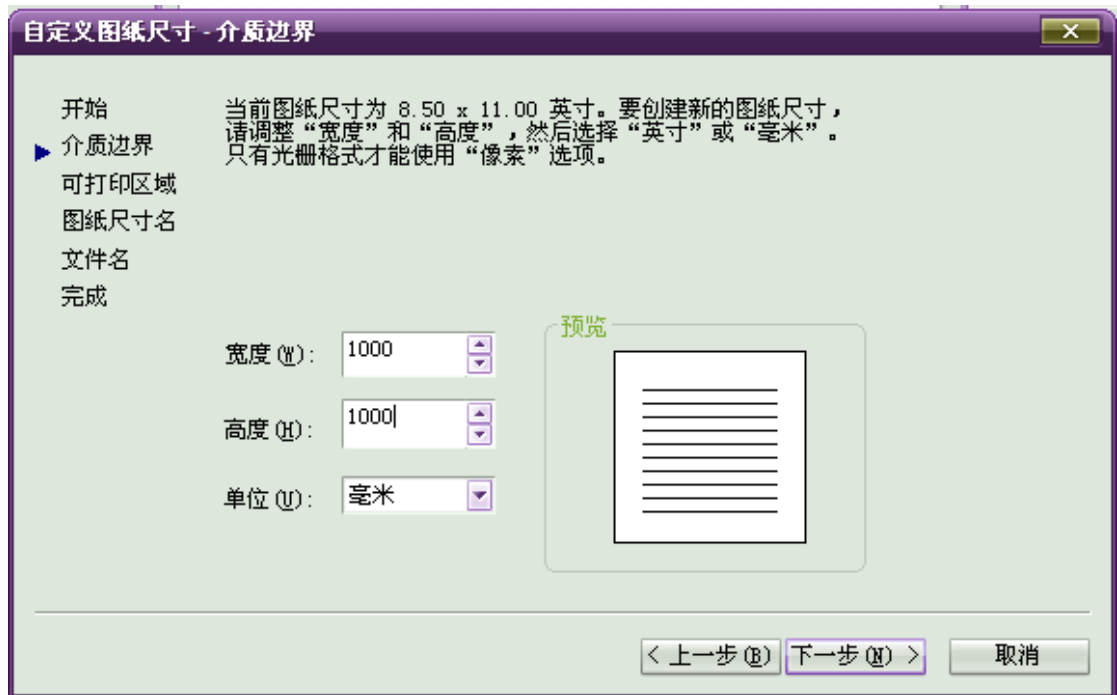 自定义图纸尺寸 - 介质边界
开始
介质边界
可打印区域
图纸尺寸名
文件名
完成
当前图纸尺寸为 8.50 x 11.00 英寸。要创建新的图纸尺寸，
请调整“宽度”和“高度”，然后选择“英寸”或“毫米”。
只有光栅格式才能使用“像素”选项。
宽度(W): 1000
高度(H): 1000
单位(U): 毫米
预览
< 上一步(B) 下一步(N) > 取消